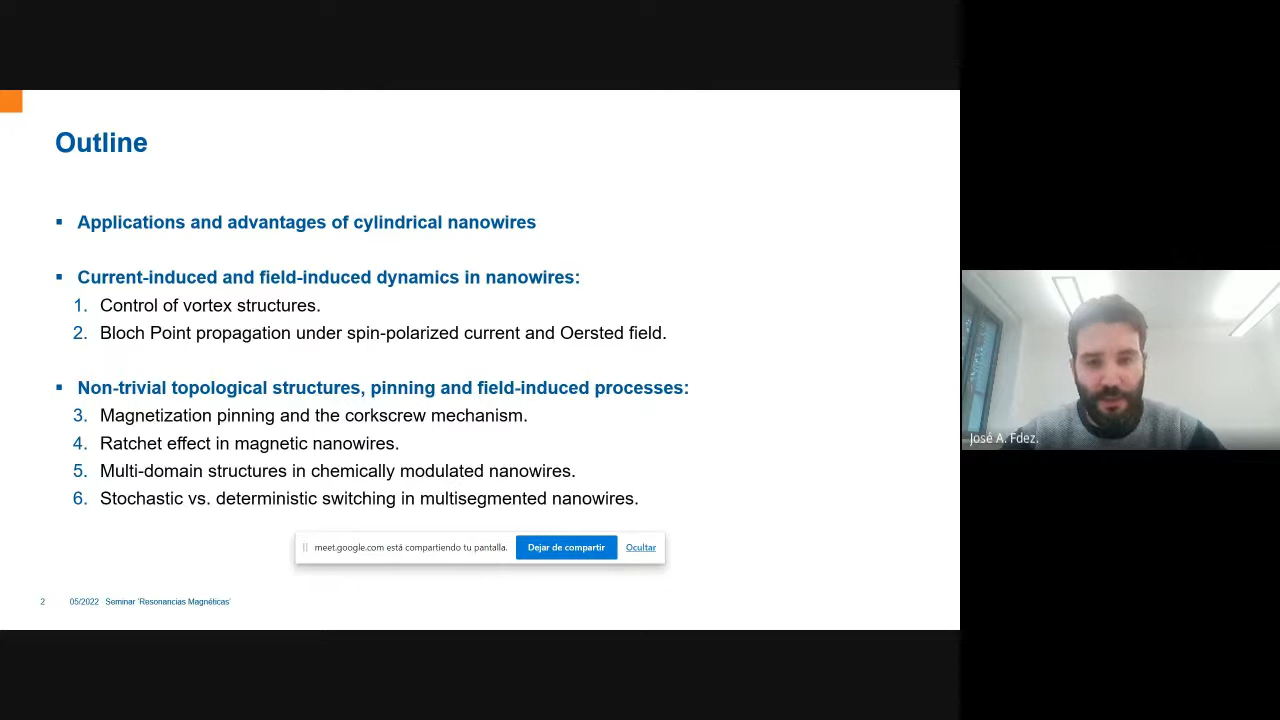 Outline
▪ Applications and advantages of cylindrical nanowires
▪ Current-induced and field-induced dynamics in nanowires:
1. Control of vortex structures.
2. Bloch Point propagation under spin-polarized current and Oersted field.
▪ Non-trivial topological structures, pinning and field-induced processes:
3. Magnetization pinning and the corkscrew mechanism.
4. Ratchet effect in magnetic nanowires.
5. Multi-domain structures in chemically modulated nanowires.
6. Stochastic vs. deterministic switching in multisegmented nanowires.
meet.google.com está compartiendo tu pantalla. Dejar de compartir Ocultar
2 05/2022 Seminar 'Resonancias Magnéticas'
José A. Fdez.